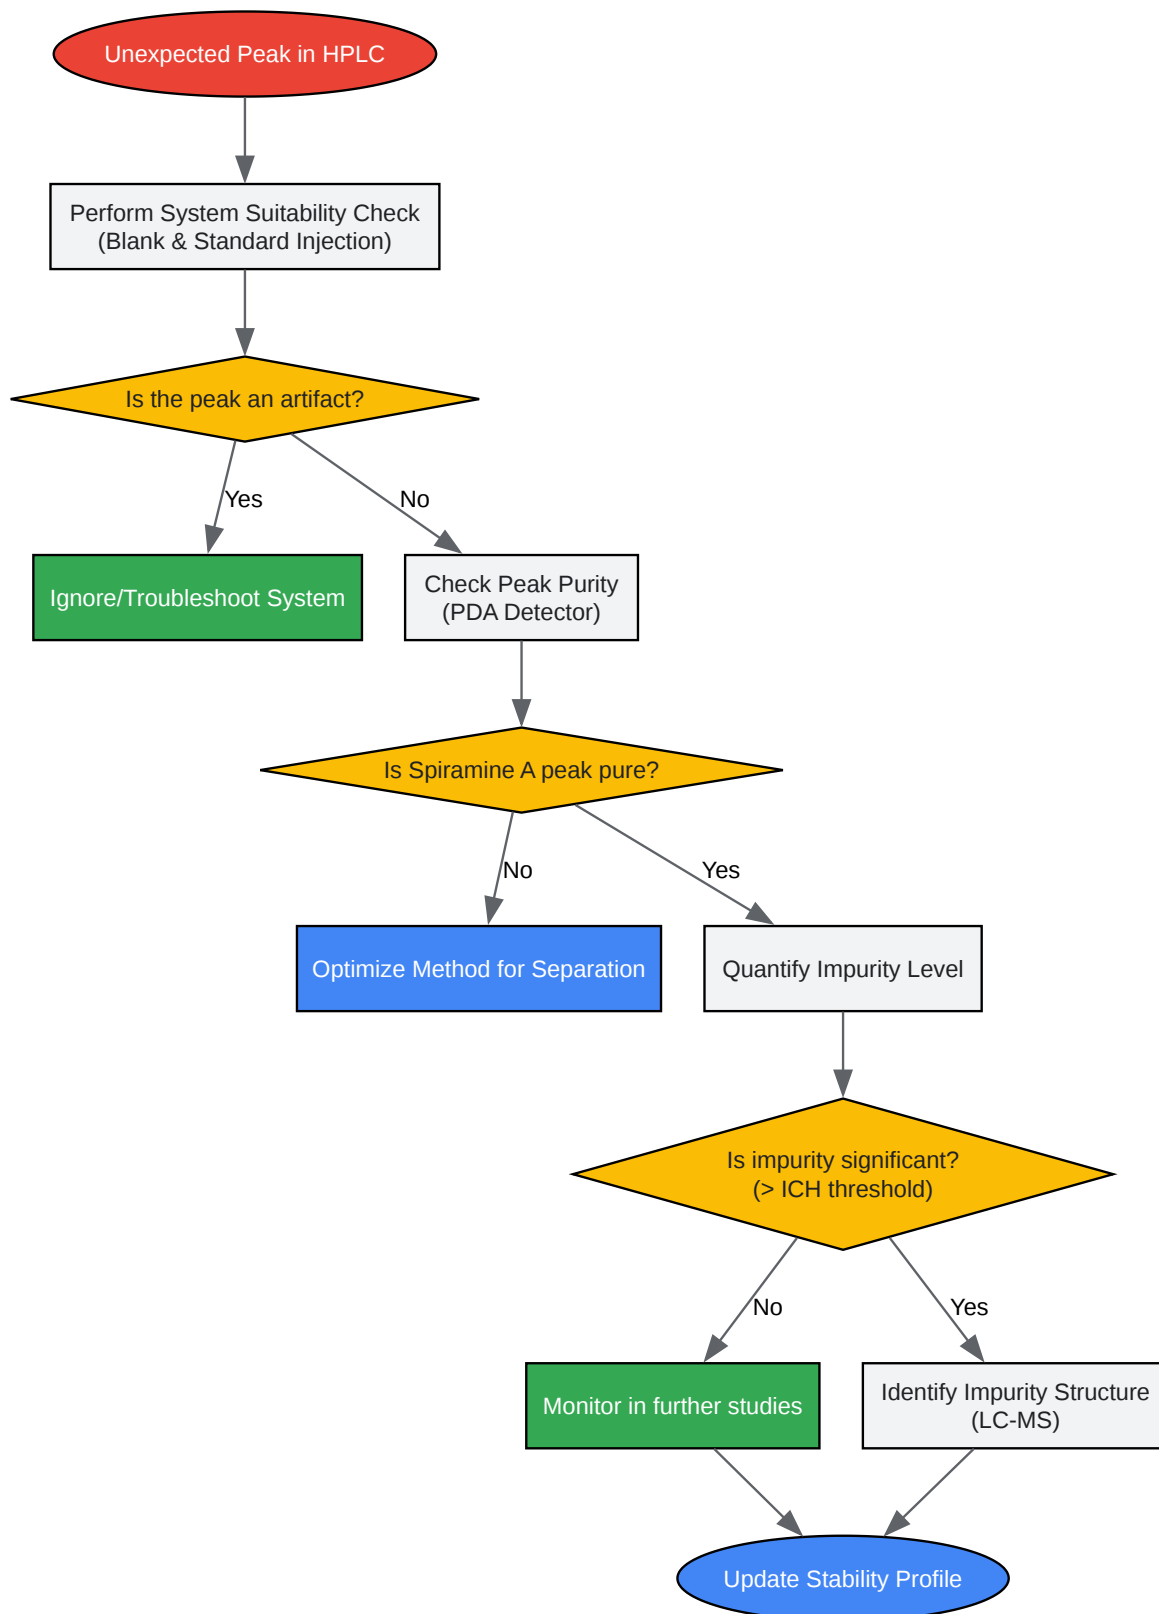 Unexpected Peak in HPLC
Perform System Suitability Check
(Blank & Standard Injection)
Is the peak an artifact?
Yes
No
Ignore/Troubleshoot System
Check Peak Purity
(PDA Detector)
Is Spiramine A peak pure?
No
Yes
Optimize Method for Separation
Quantify Impurity Level
Is impurity significant?
(> ICH threshold)
No
Yes
Monitor in further studies
Identify Impurity Structure
(LC-MS)
Update Stability Profile